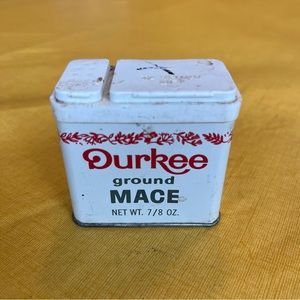 Durkee
ground
MACE
NET WT. 7/8 OZ.